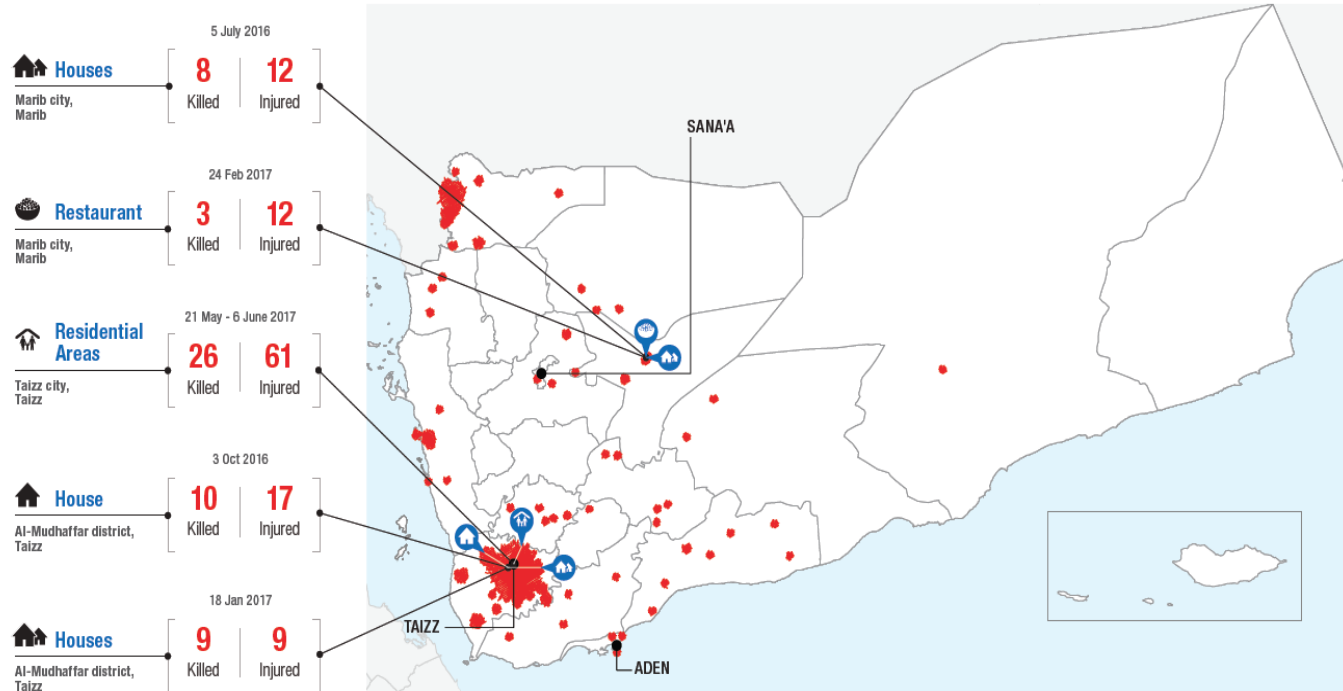 5 July 2016
Houses
8
12
Killed
Injured
Marib city,
Marib
24 Feb 2017
Restaurant
3
12
Killed
Injured
Marib city,
Marib
21 May - 6 June 2017
Residential
Areas
26
61
Killed
Injured
Taizz city,
Taizz
3 Oct 2016
House
10
17
Killed
Injured
Al-Mudhaffar district,
Taizz
18 Jan 2017
Houses
9
9
Killed
Injured
Al-Mudhaffar district,
Taizz
SANA'A
TAIZZ
ADEN